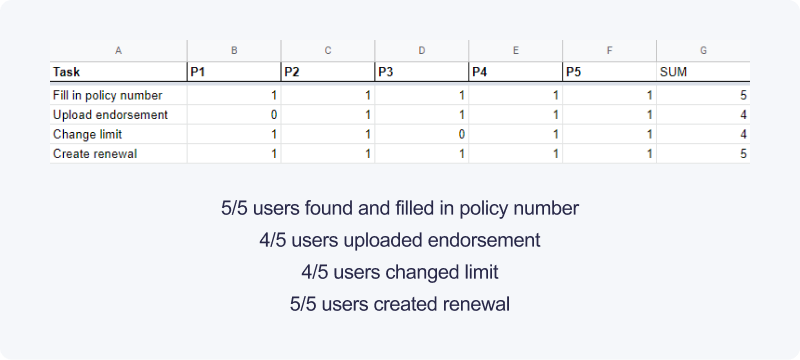 A B C D E F G
Task P1 P2 P3 P4 P5 SUM
Fill in policy number 1 1 1 1 1 5
Upload endorsement 0 1 1 1 1 4
Change limit 1 1 0 1 1 4
Create renewal 1 1 1 1 1 5
5/5 users found and filled in policy number
4/5 users uploaded endorsement
4/5 users changed limit
5/5 users created renewal